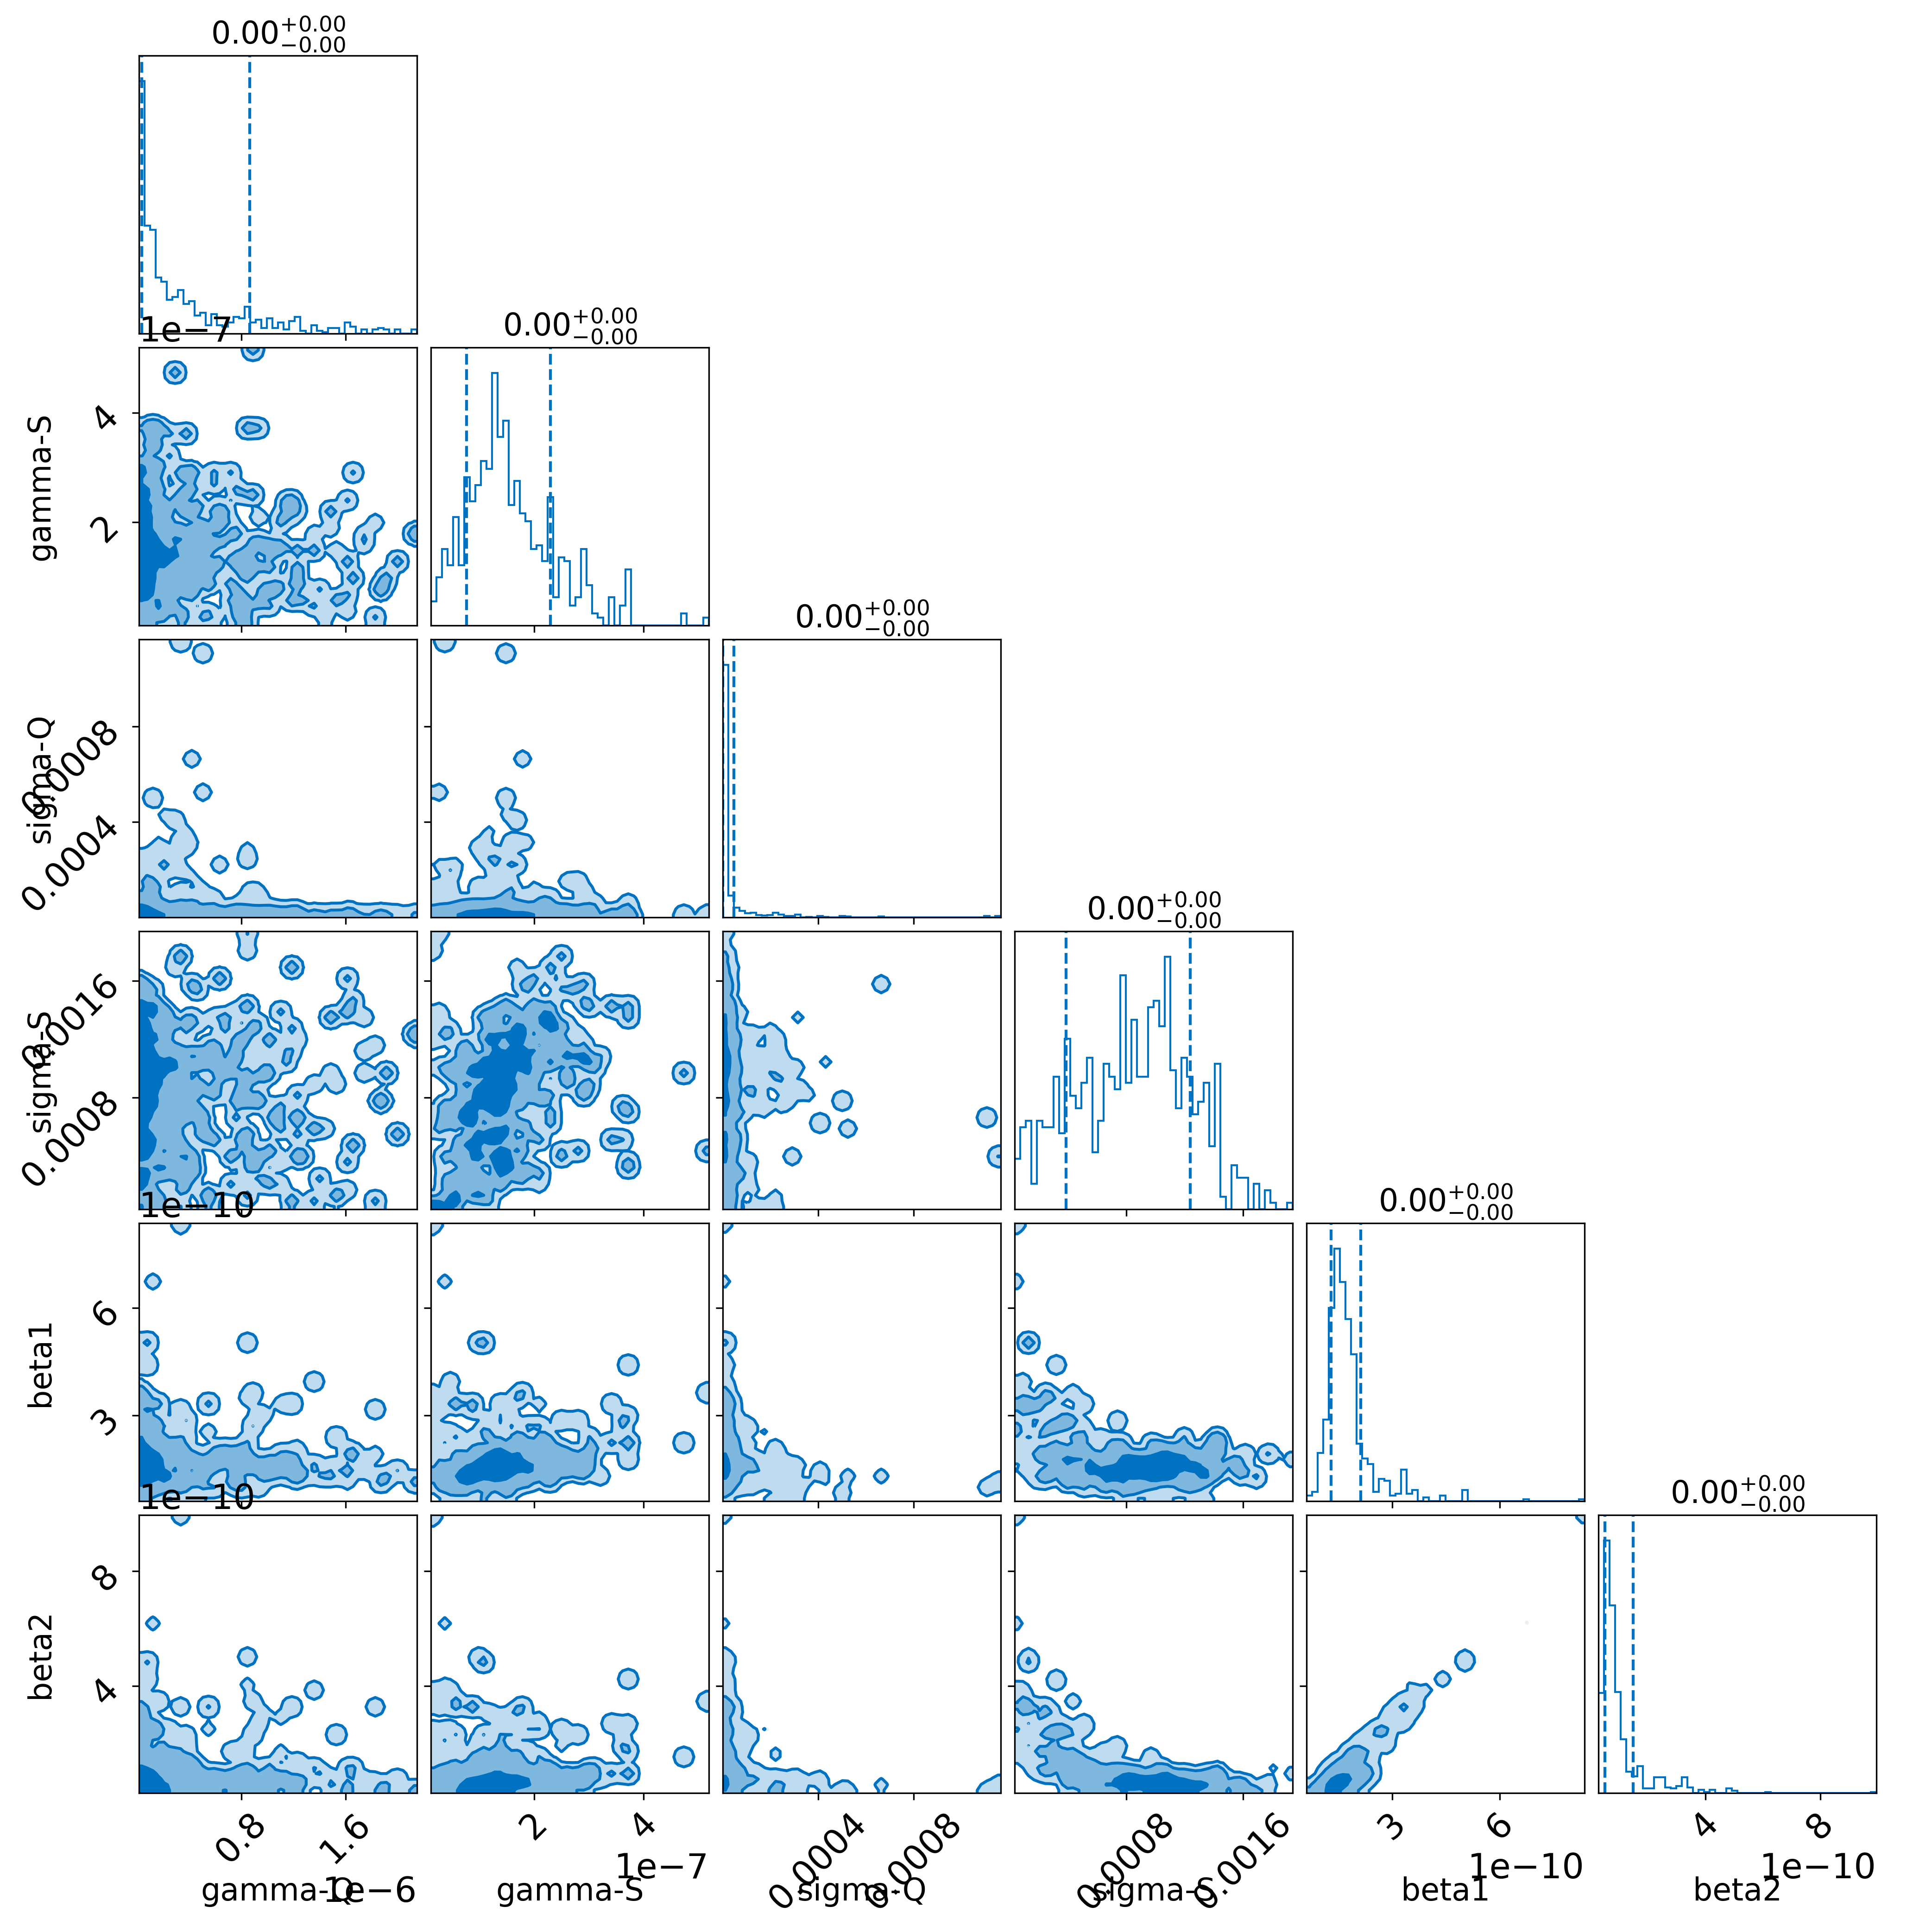 0.00+0.00−0.00
1e−7
0.00+0.00−0.00
gamma-S
4
2
0.00+0.00−0.00
sigma-Q
0.0008
0.0004
0.00+0.00−0.00
sigma-S
0.0016
0.0008
1e−10
0.00+0.00−0.00
beta1
6
3
1e−10
0.00+0.00−0.00
beta2
8
4
0.8 1.6 2 4 0.0004 0.0008 0.0008 0.0016 3 6 4 8
1e−6 1e−7 1e−10 1e−10
gamma-Q gamma-S sigma-Q sigma-S beta1 beta2